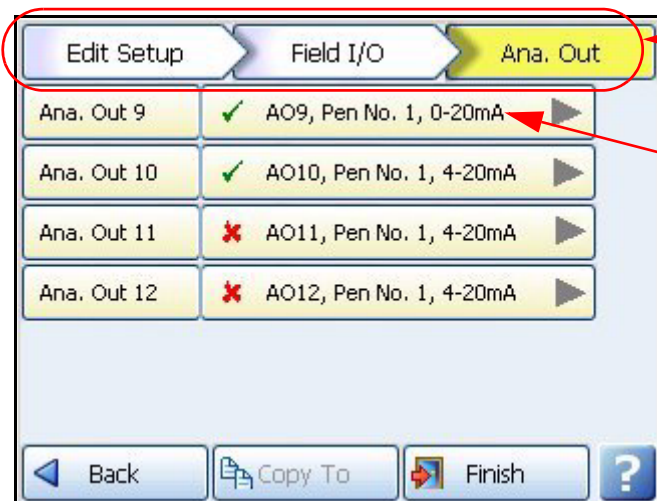 Edit Setup Field I/O Ana. Out
Ana. Out 9 AO9, Pen No. 1, 0-20mA
Ana. Out 10 AO10, Pen No. 1, 4-20mA
Ana. Out 11 AO11, Pen No. 1, 4-20mA
Ana. Out 12 AO12, Pen No. 1, 4-20mA
Back Copy To Finish ?